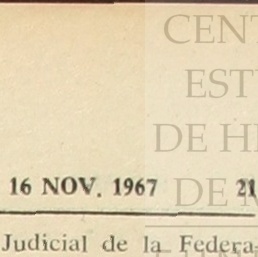 CENT
EST
DE H
DE M
16 NOV. 1967 21
Judicial de la Federa-